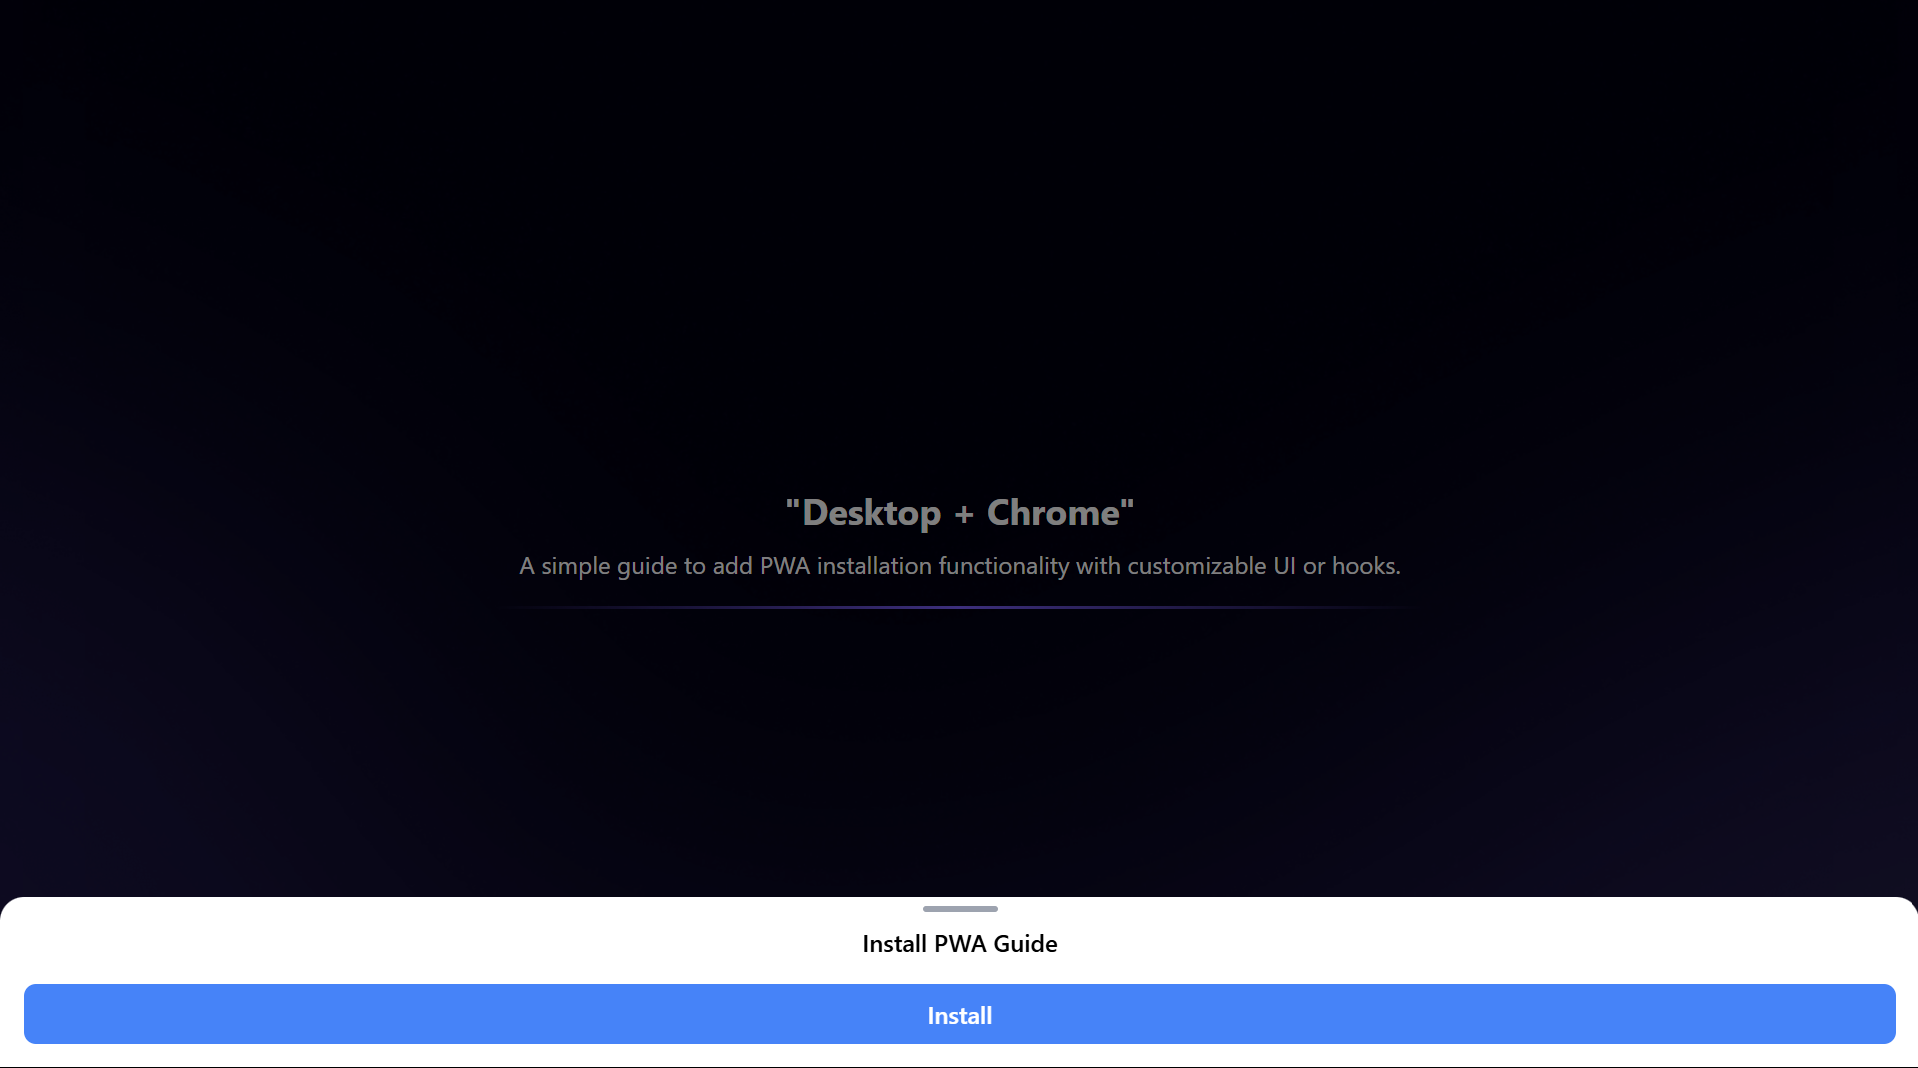 "Desktop + Chrome"
A simple guide to add PWA installation functionality with customizable UI or hooks.
Install PWA Guide
Install